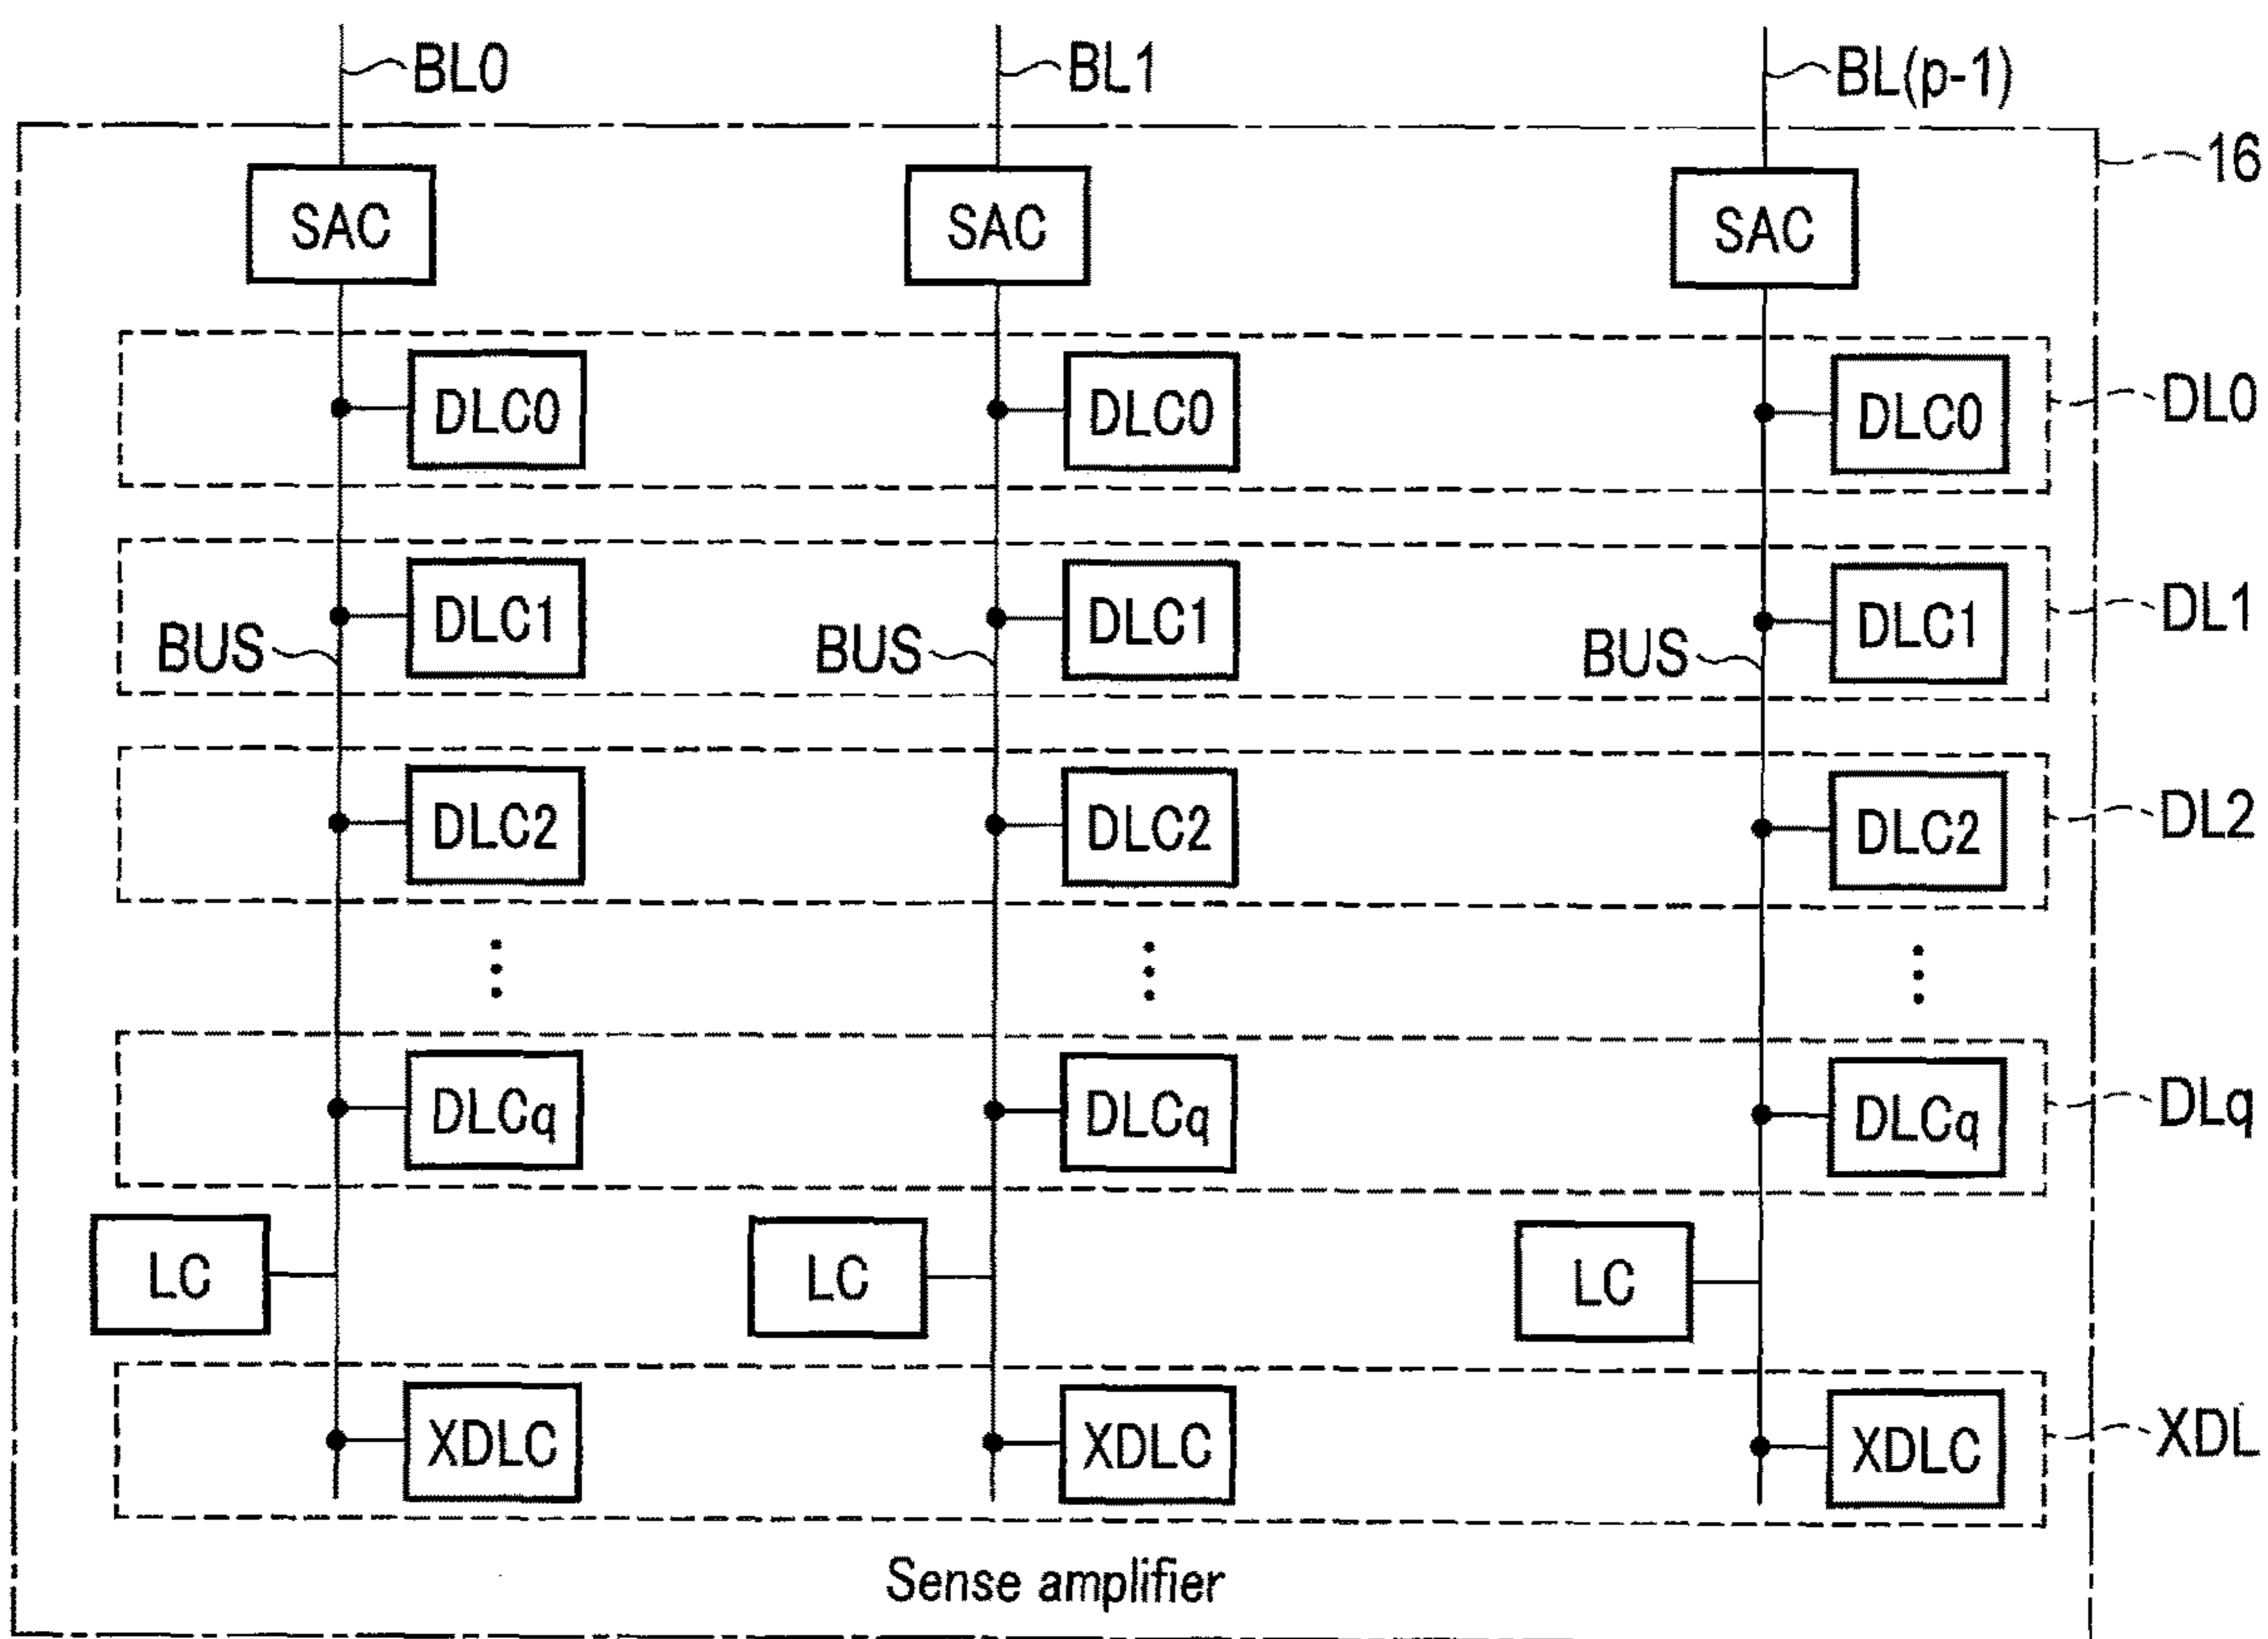 BL0
BL1
BL(p-1)
16
SAC
SAC
SAC
DLC0
DLC0
DLC0
DL0
DLC1
DLC1
DLC1
DL1
BUS
BUS
BUS
DLC2
DLC2
DLC2
DL2
DLCq
DLCq
DLCq
DLq
LC
LC
LC
XDLC
XDLC
XDLC
XDL
Sense amplifier